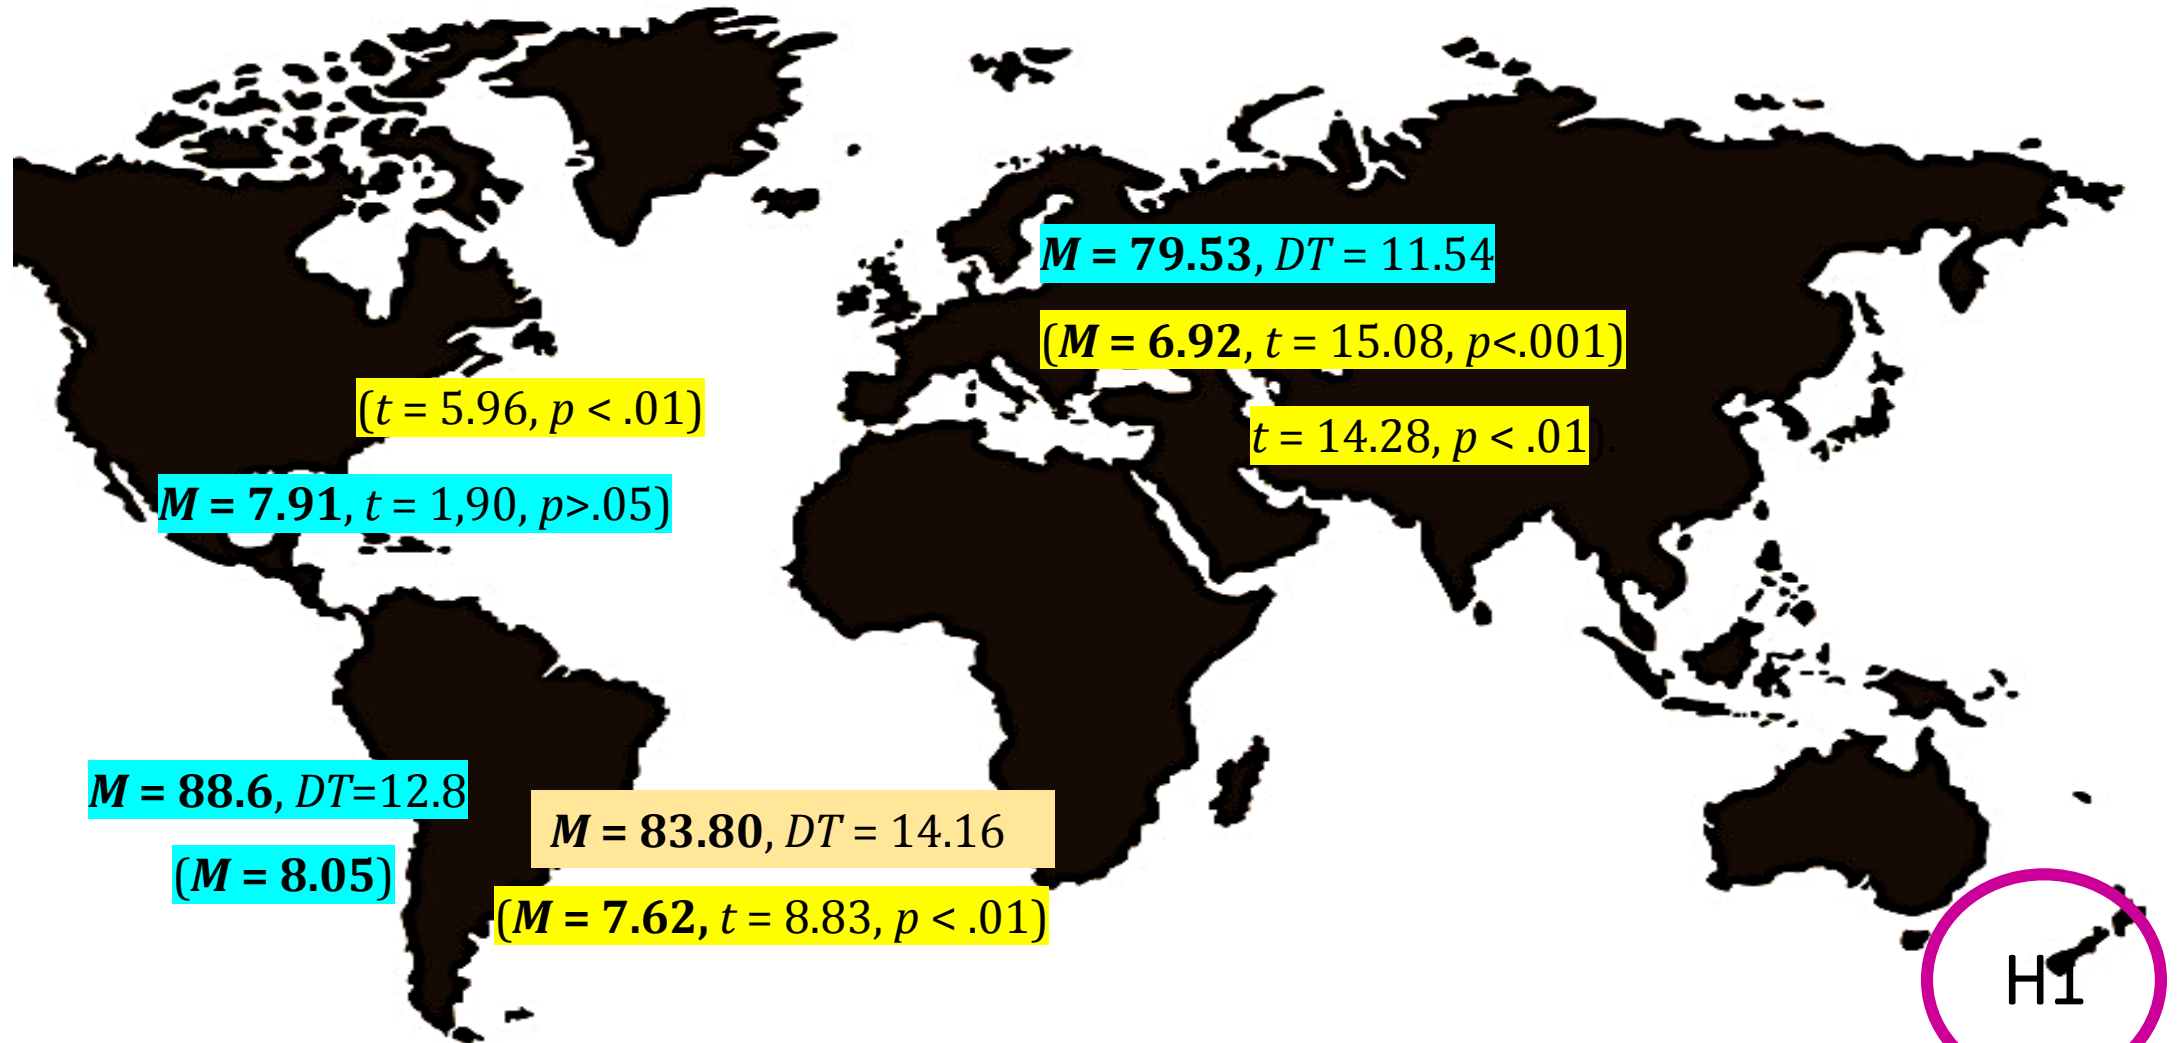 M = 79.53, DT = 11.54
(M = 6.92, t = 15.08, p<.001)
(t = 5.96, p < .01)
t = 14.28, p < .01).
M = 7.91, t = 1,90, p>.05)
M = 88.6, DT=12.8
M = 83.80, DT = 14.16
(M = 8.05)
(M = 7.62, t = 8.83, p < .01)
H1